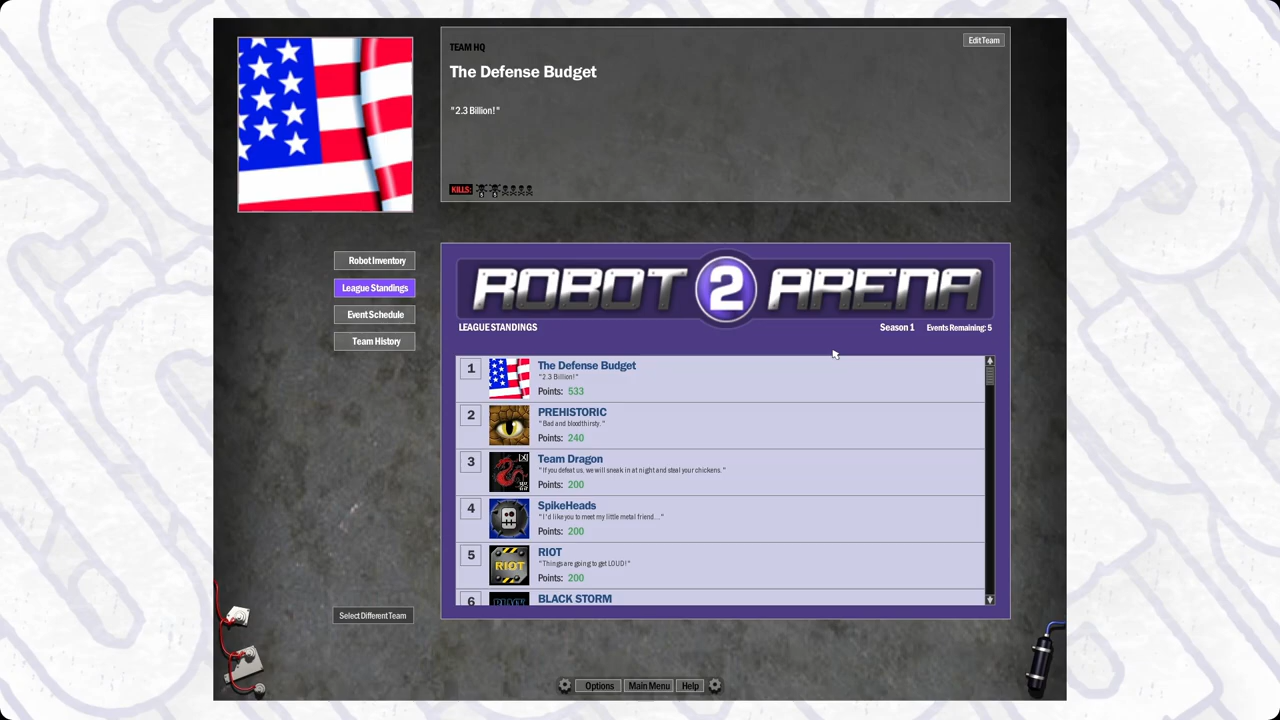 TEAM HQ
Edit Team
The Defense Budget
"2.3 Billion!"
KILLS:
Robot Inventory
League Standings
Event Schedule
Team History
ROBOT 2 ARENA
LEAGUE STANDINGS
Season 1
Events Remaining: 5
1
The Defense Budget
"2.3 Billion!"
Points: 533
2
PREHISTORIC
"Bad and bloodthirsty."
Points: 240
3
Team Dragon
"If you defeat us, we will sneak in at night and steal your chickens."
Points: 200
4
SpikeHeads
"I'd like you to meet my little metal friend..."
Points: 200
5
RIOT
RIOT
"Things are going to get LOUD!"
Points: 200
6
BLACK STORM
Select Different Team
Options
Main Menu
Help